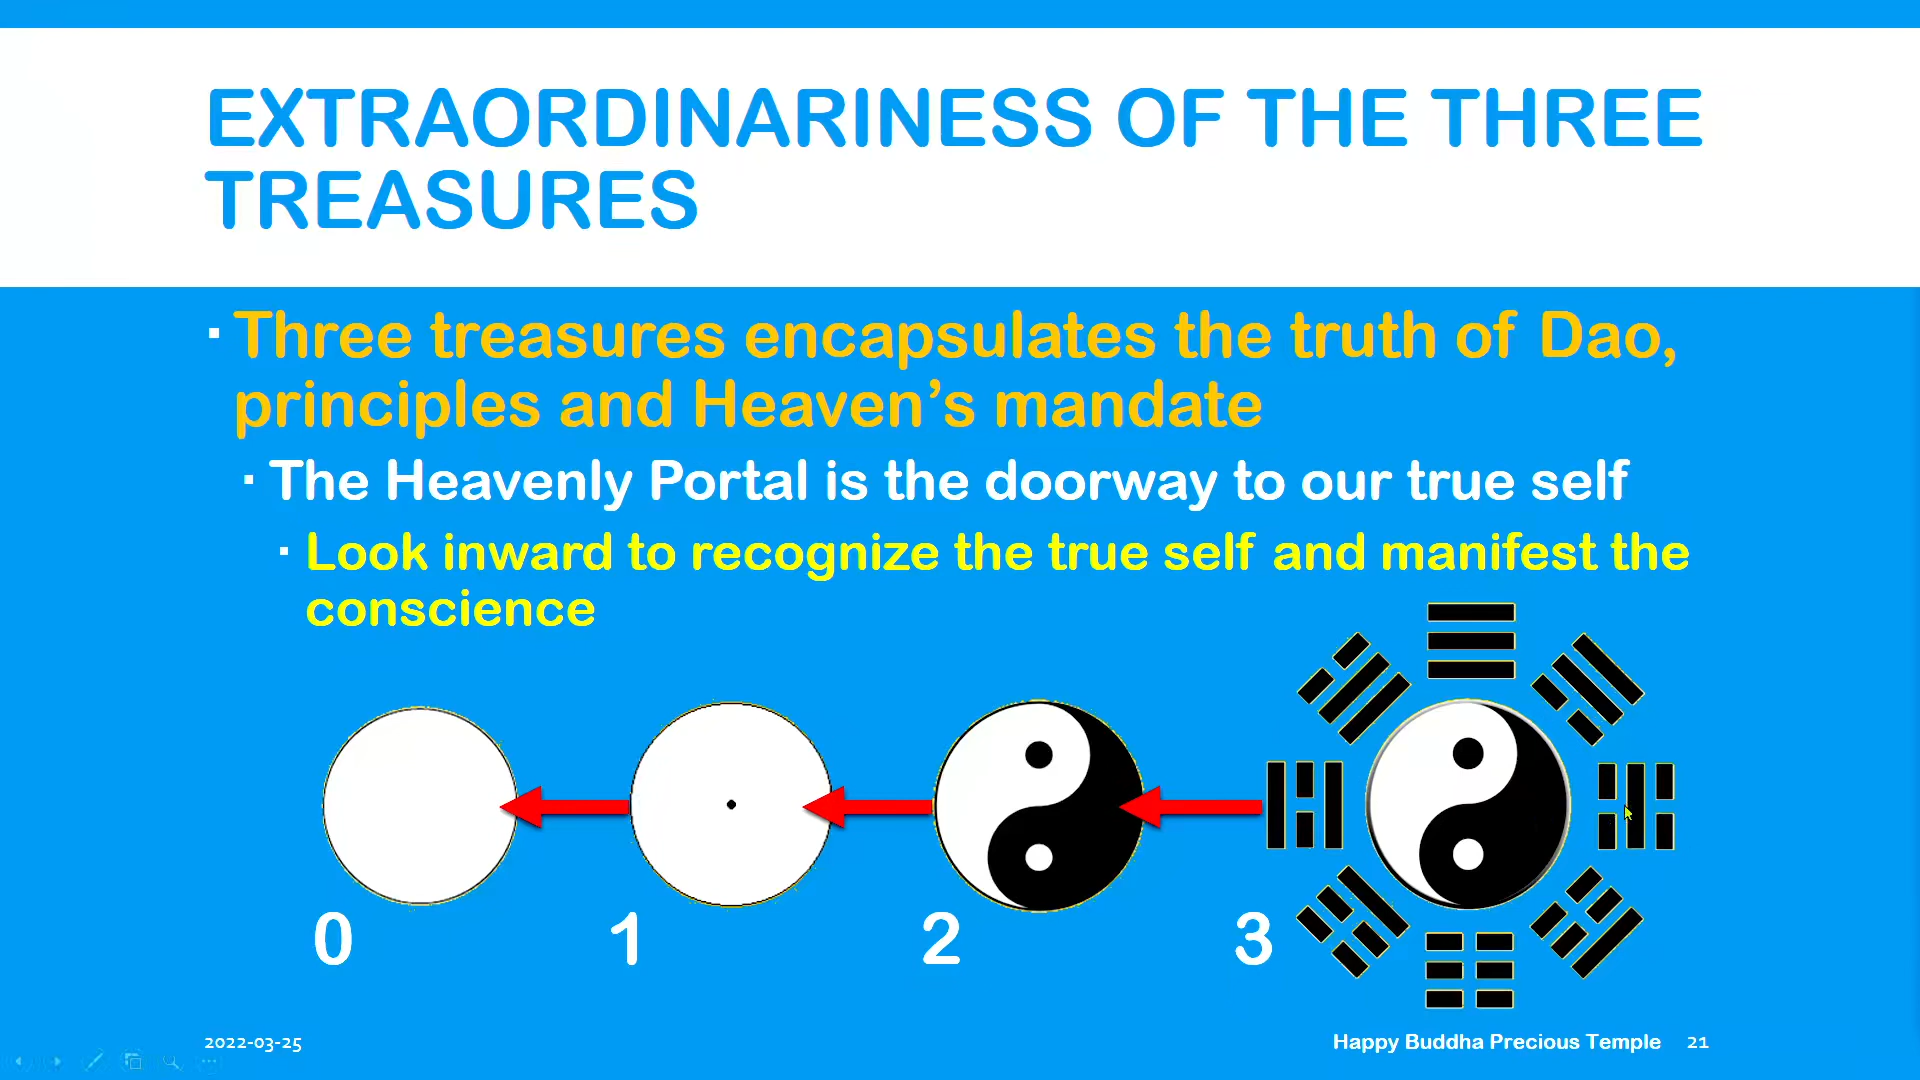 EXTRAORDINARINESS OF THE THREE
TREASURES
Three treasures encapsulates the truth of Dao,
principles and Heaven’s mandate
The Heavenly Portal is the doorway to our true self
Look inward to recognize the true self and manifest the
conscience
0 1 2 3
2022-03-25 Happy Buddha Precious Temple 21